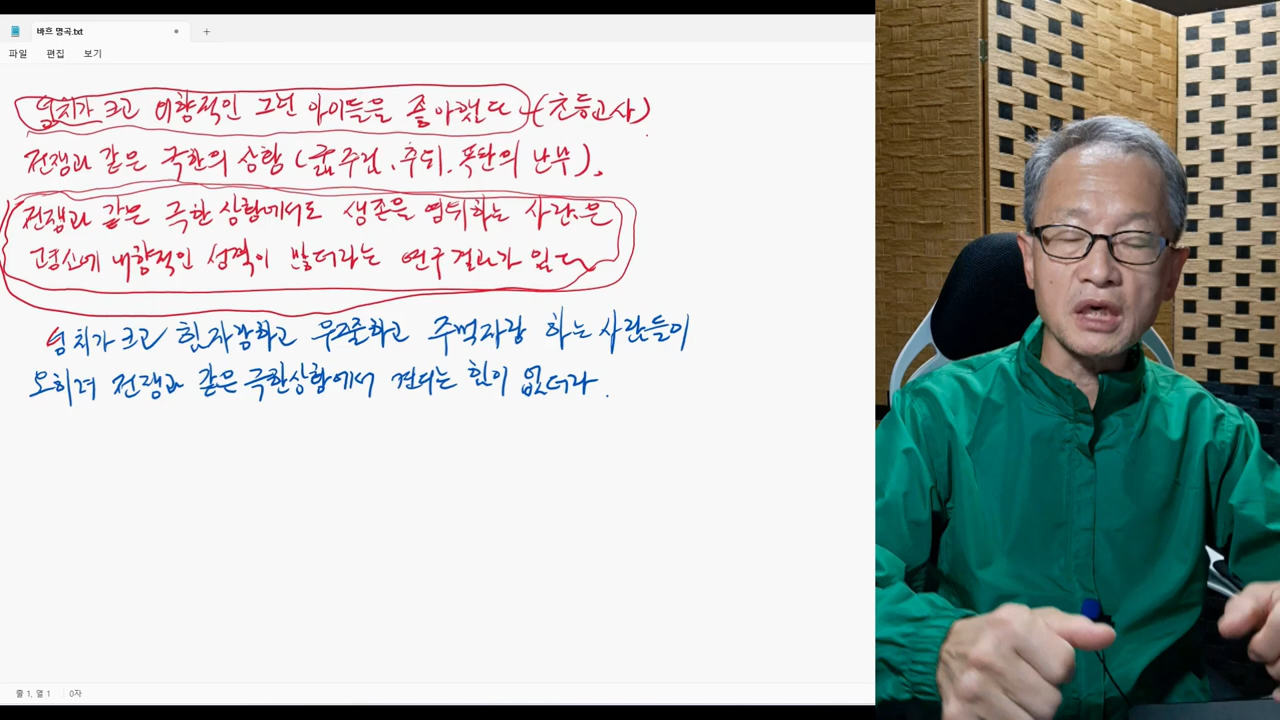 바흐 명곡.txt
파일 편집 보기
덩치가 크고 외향적인 그런 아이들을 좋아했다 (초등교사)
전쟁과 같은 극한의 상황 (굶주림, 추위, 폭탄의 난무).
전쟁과 같은 극한 상황에서도 생존을 영위하는 사람은
내향적인 성격이 많더라는 연구결과가 있다
덩치가 크고 힘자랑하고 우쭐하고 주먹자랑 하는 사람들이
오히려 전쟁과 같은 극한상황에서 견디는 힘이 없더라.
줄 1, 열 1 0자